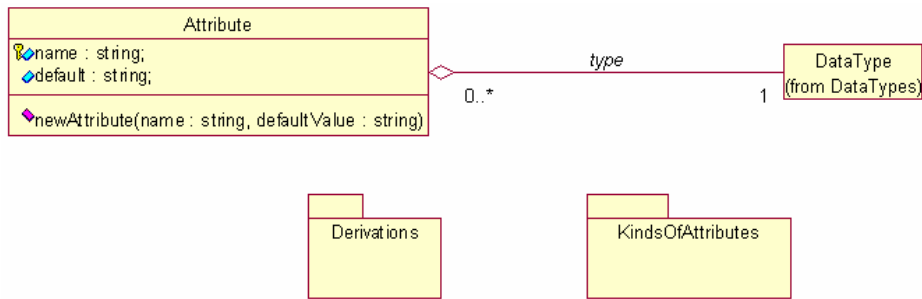 Attribute
name : string;
default : string;
newAttribute(name : string, defaultValue : string)
type
0..*
1
DataType
(from DataTypes)
Derivations
KindsOfAttributes